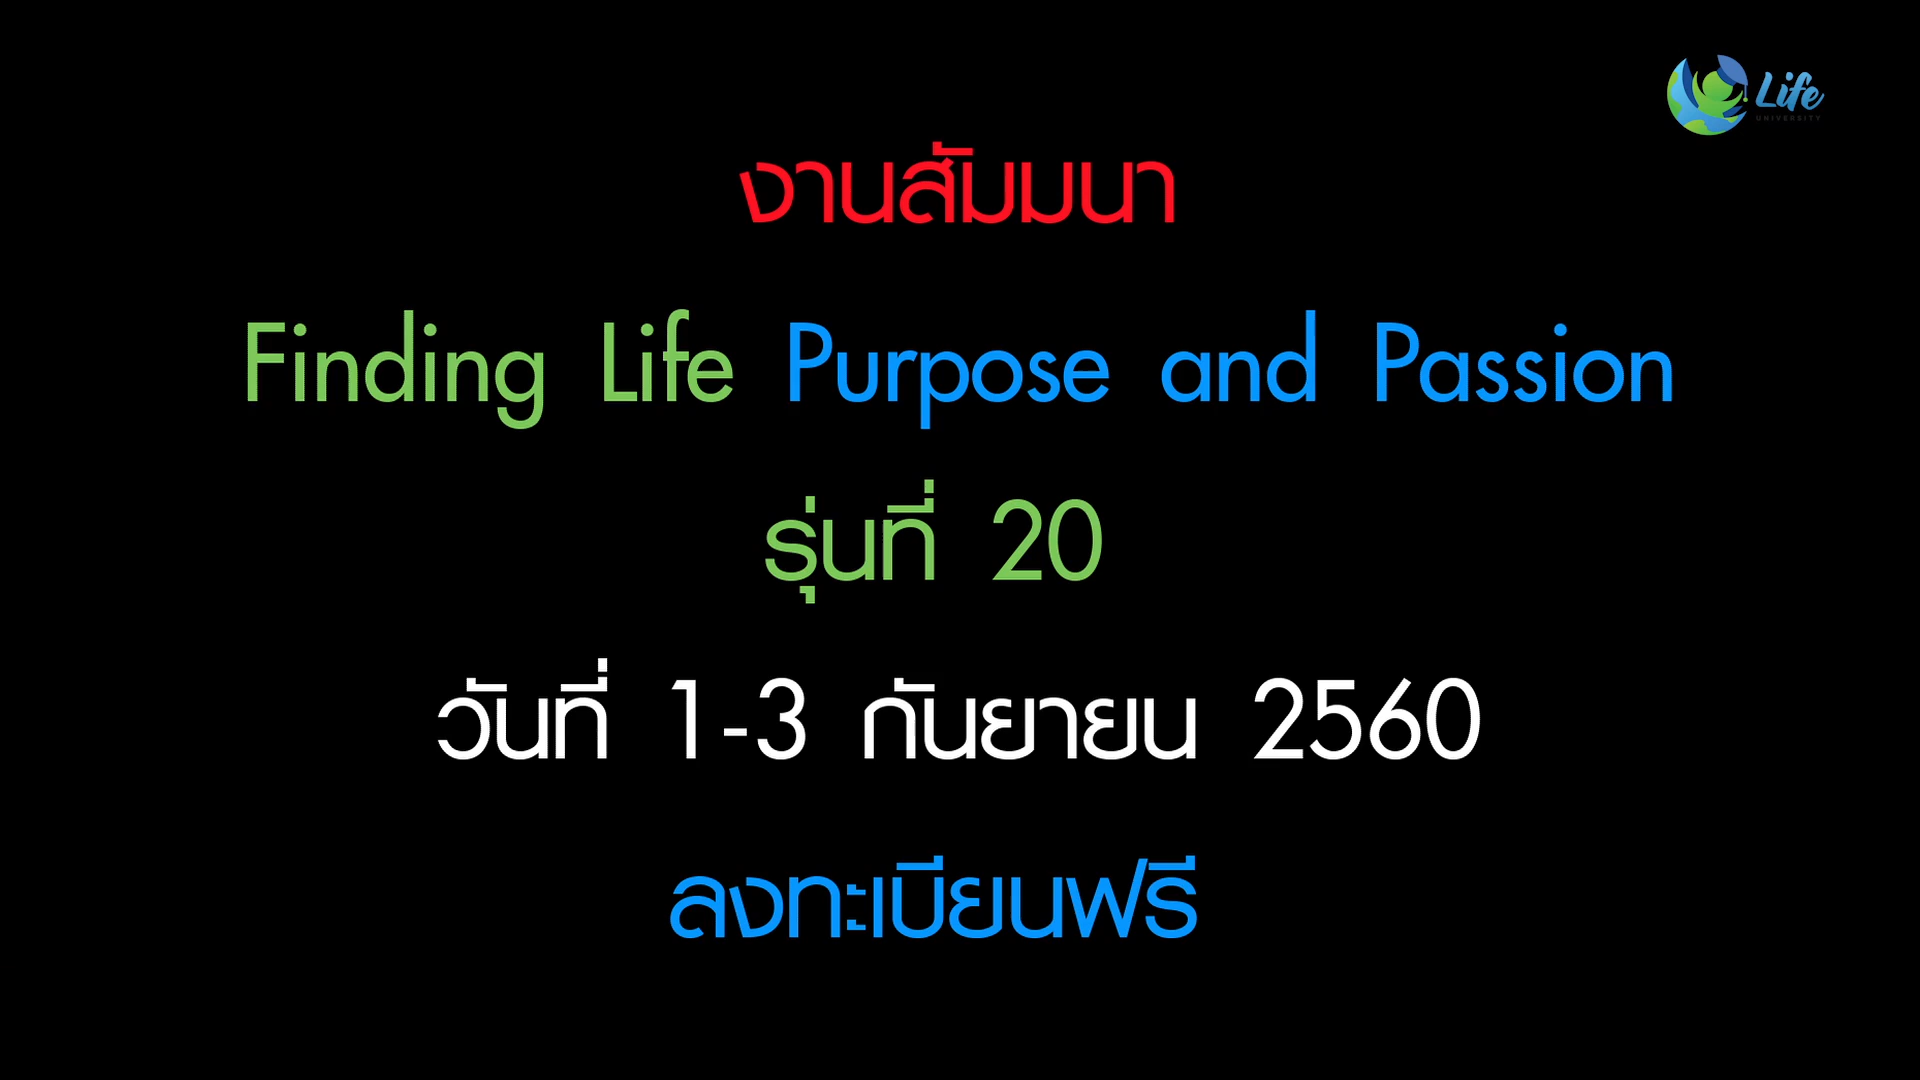 Life
UNIVERSITY
งานสัมมนา
Finding Life Purpose and Passion
รุ่นที่ 20
วันที่ 1-3 กันยายน 2560
ลงทะเบียนฟรี